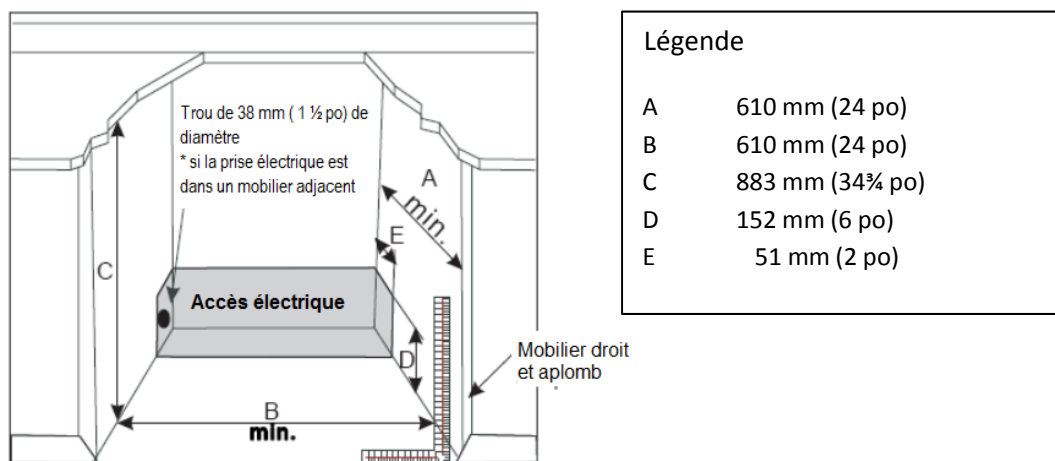 Trou de 38 mm ( 1 ½ po) de
diamètre
* si la prise électrique est
dans un mobilier adjacent
A
min.
E
C
Accès électrique
D
Mobilier droit
et aplomb
B
min.
Légende
A 610 mm (24 po)
B 610 mm (24 po)
C 883 mm (34¾ po)
D 152 mm (6 po)
E 51 mm (2 po)